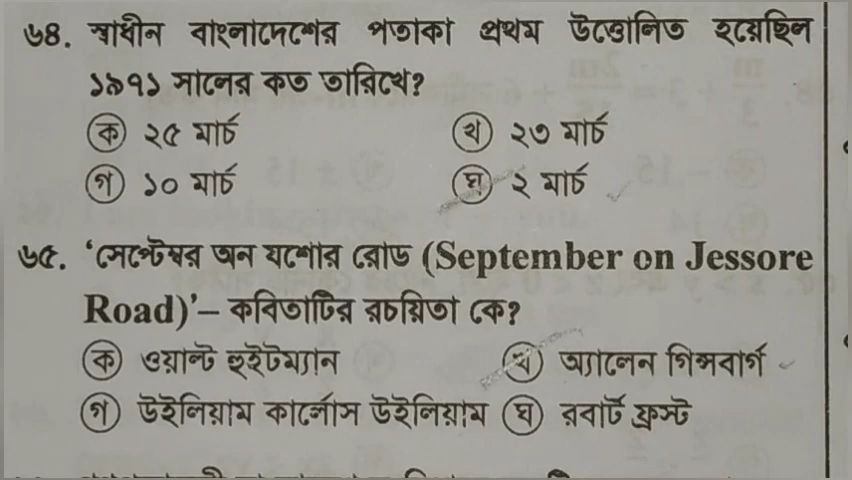 ৬৪. স্বাধীন বাংলাদেশের পতাকা প্রথম উত্তোলিত হয়েছিল
১৯৭১ সালের কত তারিখে?
ক ২৫ মার্চ খ ২৩ মার্চ
গ ১০ মার্চ ঘ ২ মার্চ
৬৫. ‘সেপ্টেম্বর অন যশোর রোড (September on Jessore
Road)’– কবিতাটির রচয়িতা কে?
ক ওয়াল্ট হুইটম্যান খ অ্যালেন গিন্সবার্গ
গ উইলিয়াম কার্লোস উইলিয়াম ঘ রবার্ট ফ্রস্ট